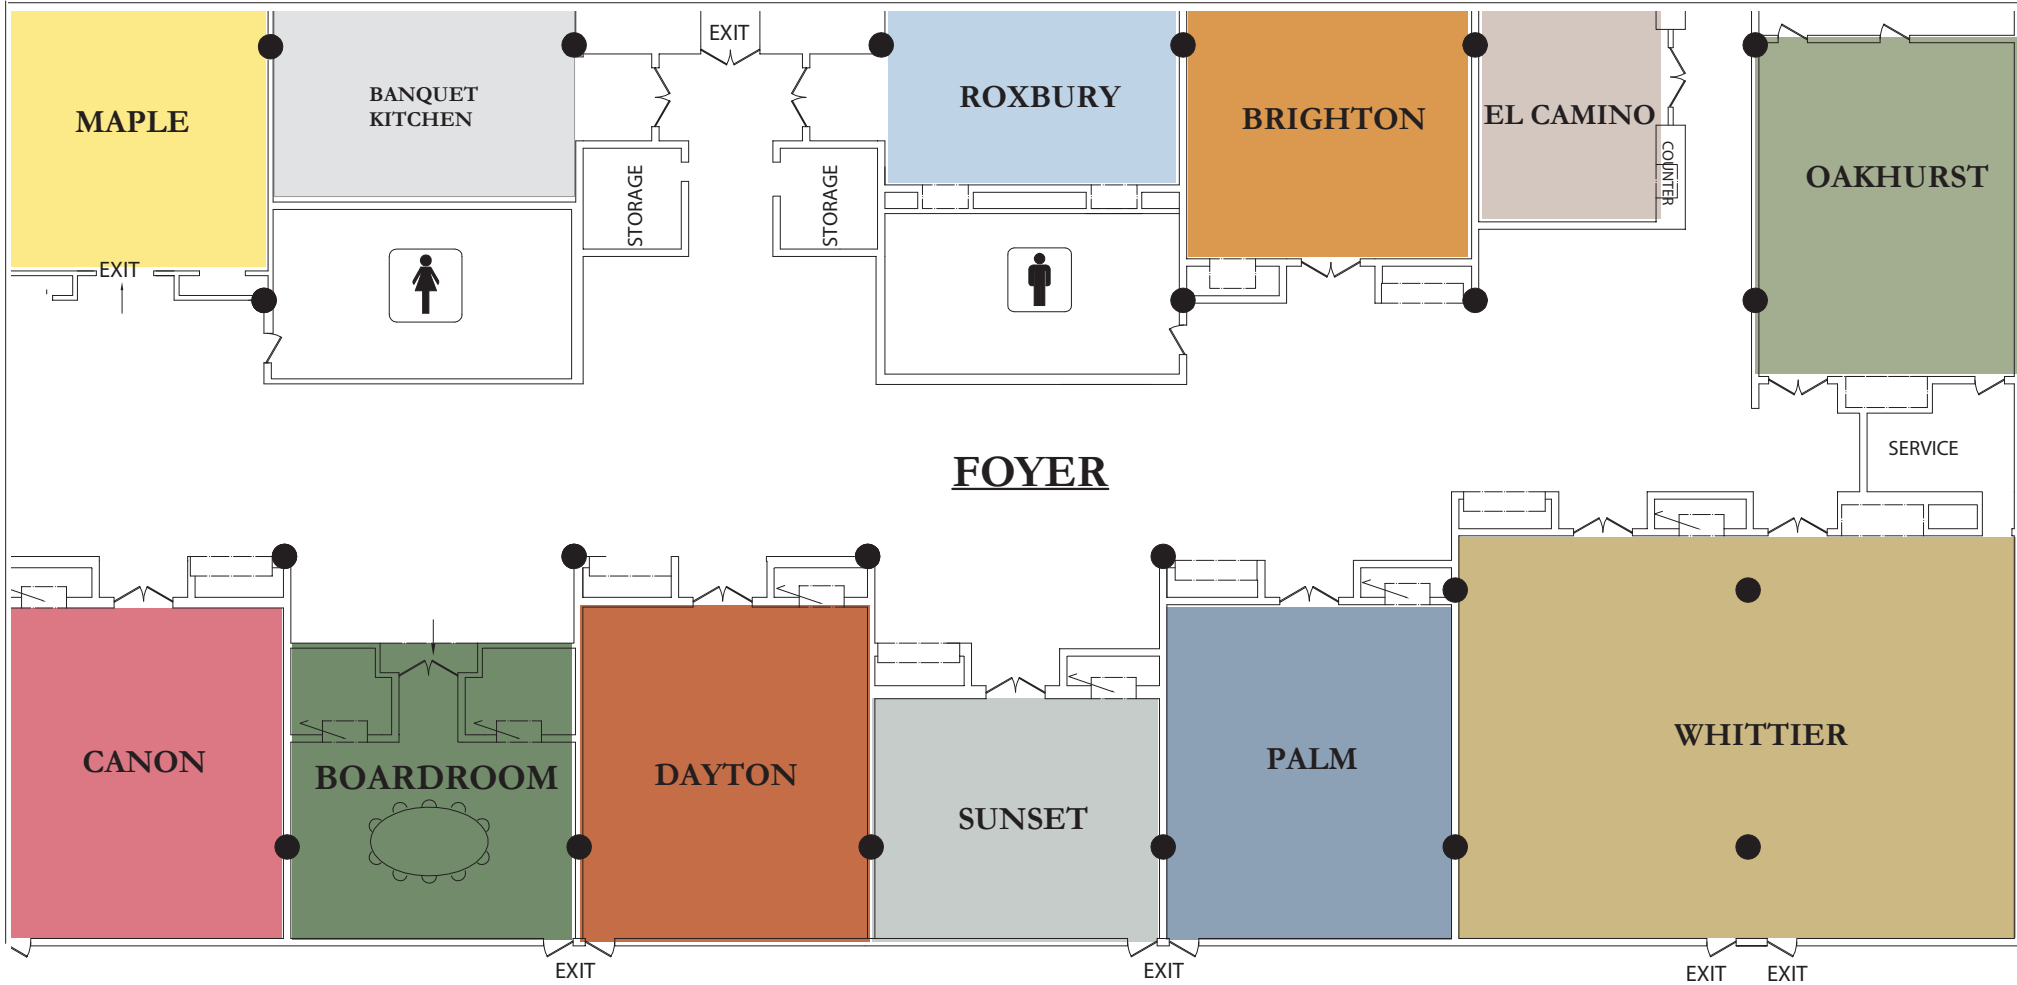 EXIT
MAPLE
BANQUET
KITCHEN
ROXBURY
BRIGHTON
EL CAMINO
COUNTER
OAKHURST
STORAGE
STORAGE
EXIT
FOYER
SERVICE
CANON
BOARDROOM
DAYTON
SUNSET
PALM
WHITTIER
EXIT
EXIT
EXIT
EXIT